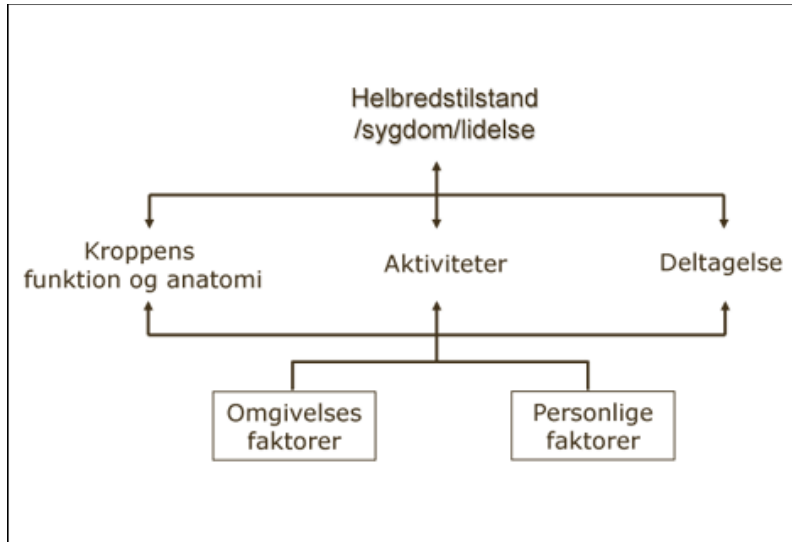 Helbredstilstand
/sygdom/lidelse
Kroppens
funktion og anatomi
Aktiviteter
Deltagelse
Omgivelses
faktorer
Personlige
faktorer